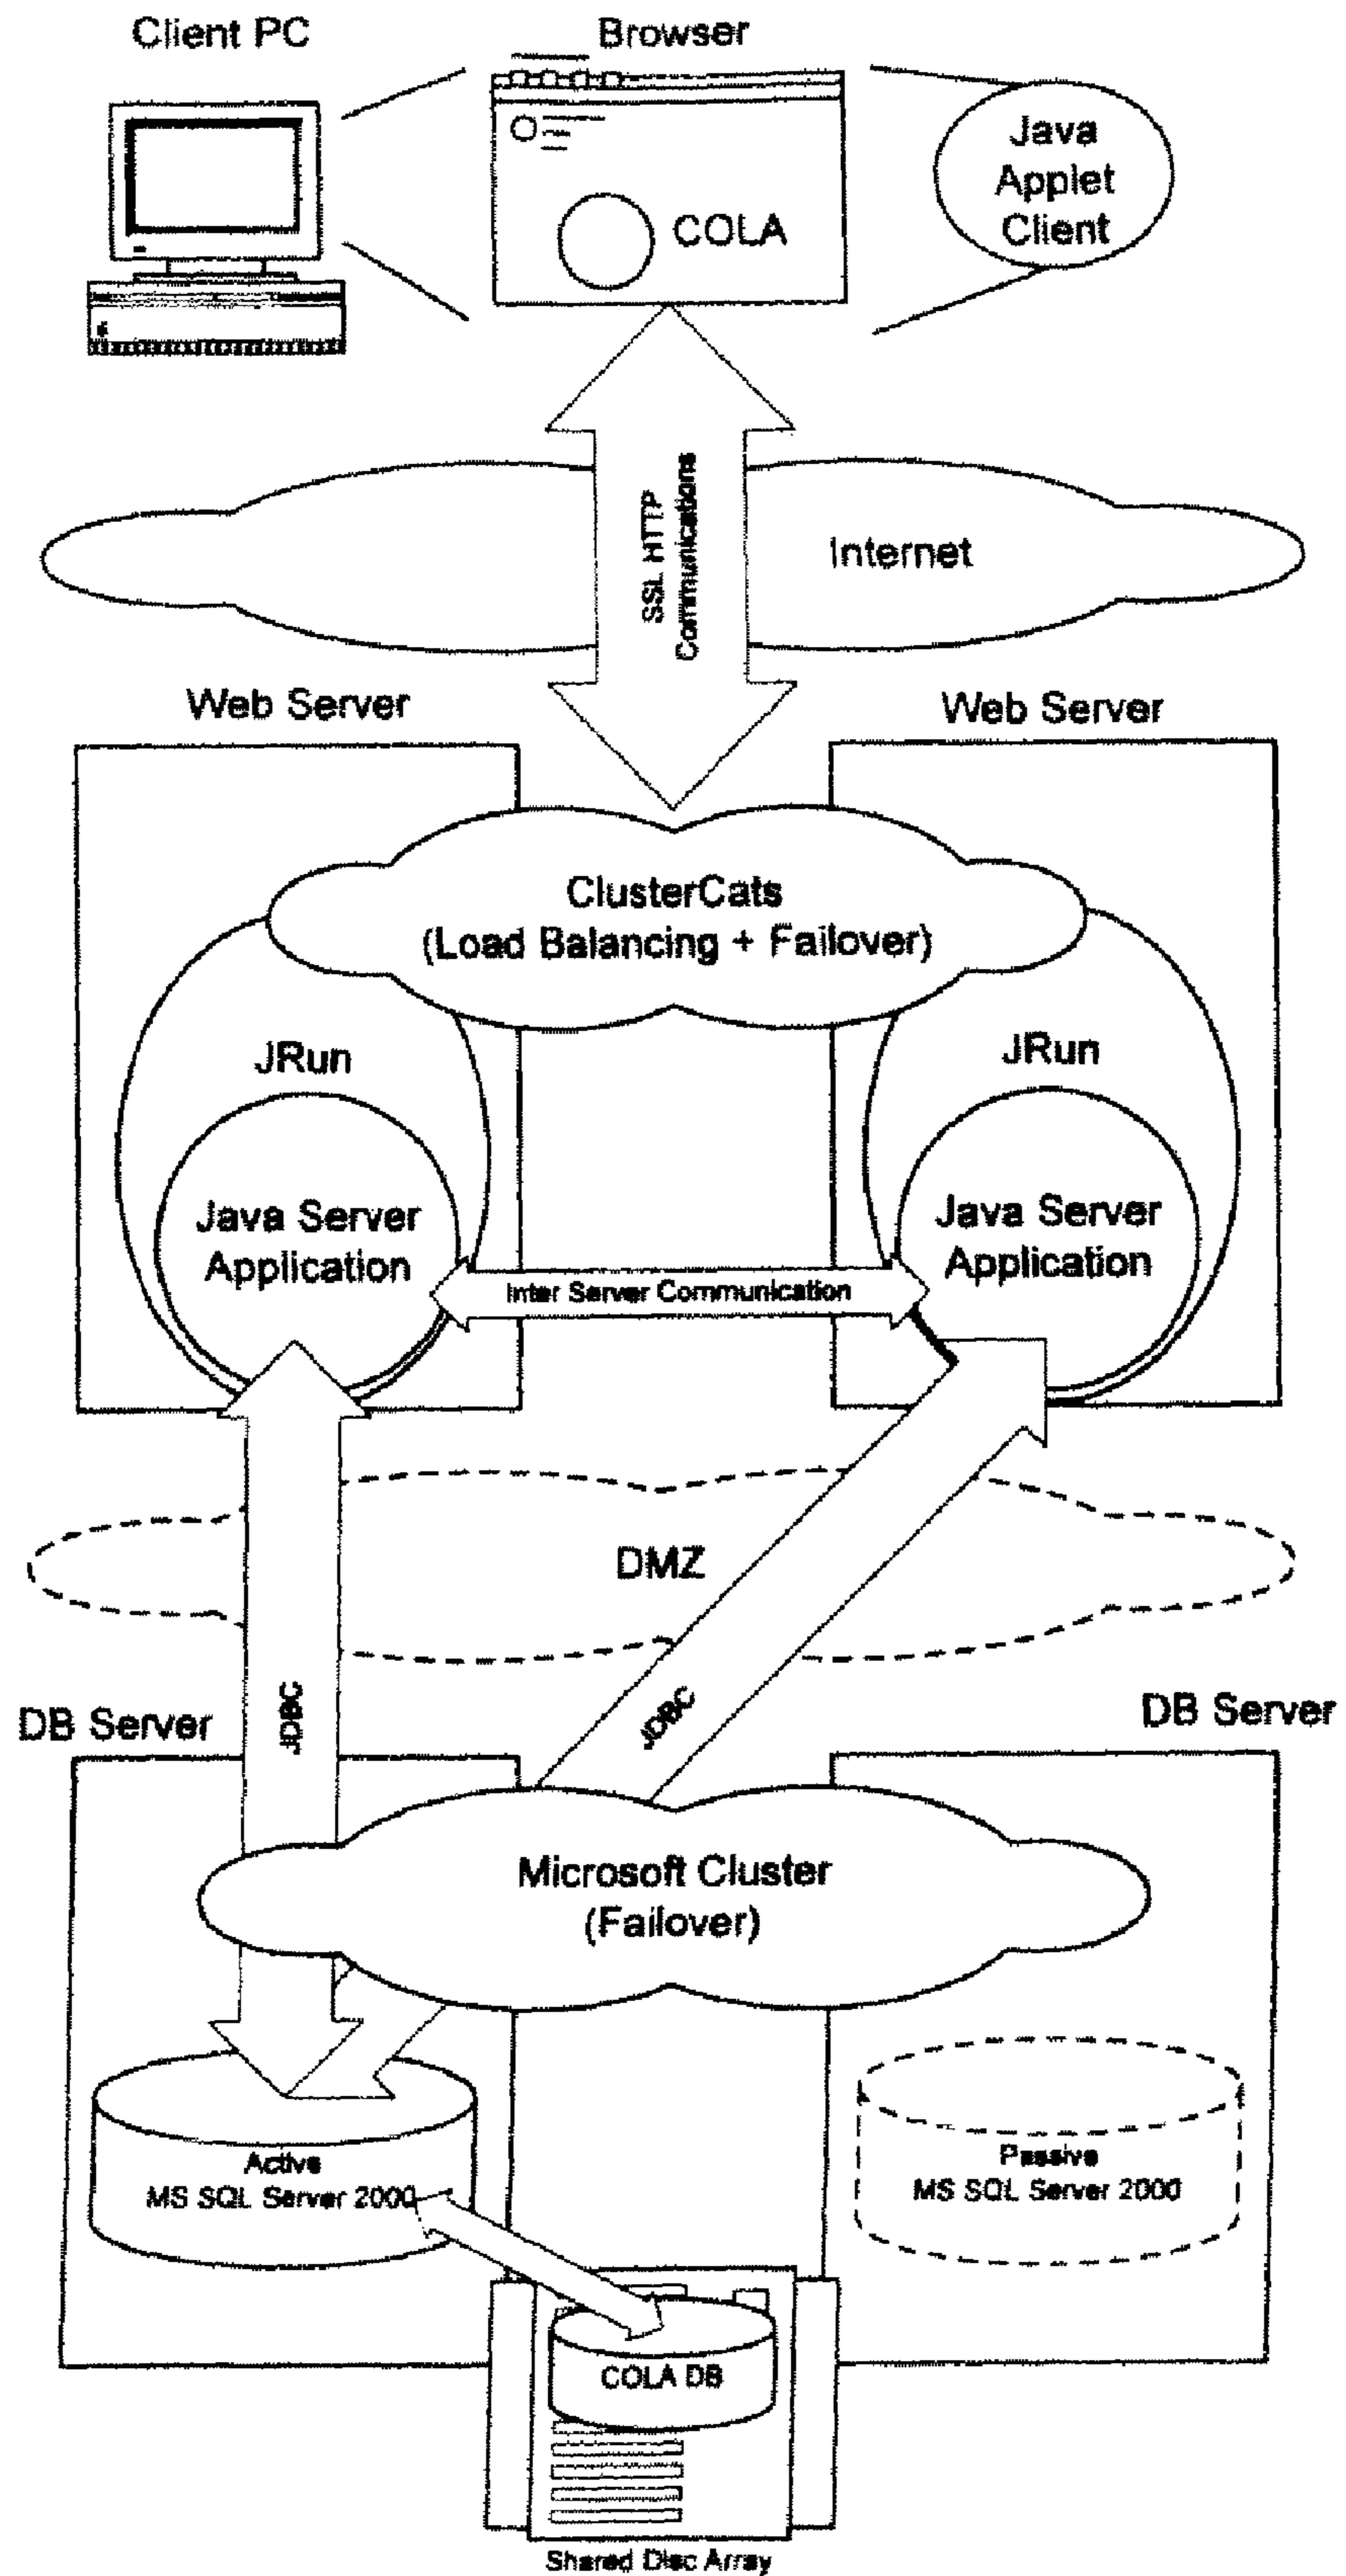 Client PC
Browser
Java
Applet
Client
COLA
SSL HTTP
Communications
Internet
Web Server
Web Server
ClusterCats
(Load Balancing + Failover)
JRun
JRun
Java Server
Application
Java Server
Application
Inter Server Communication
DMZ
JDBC
JDBC
DB Server
DB Server
Microsoft Cluster
(Failover)
Active
MS SQL Server 2000
Passive
MS SQL Server 2000
COLA DB
Shared Disc Array